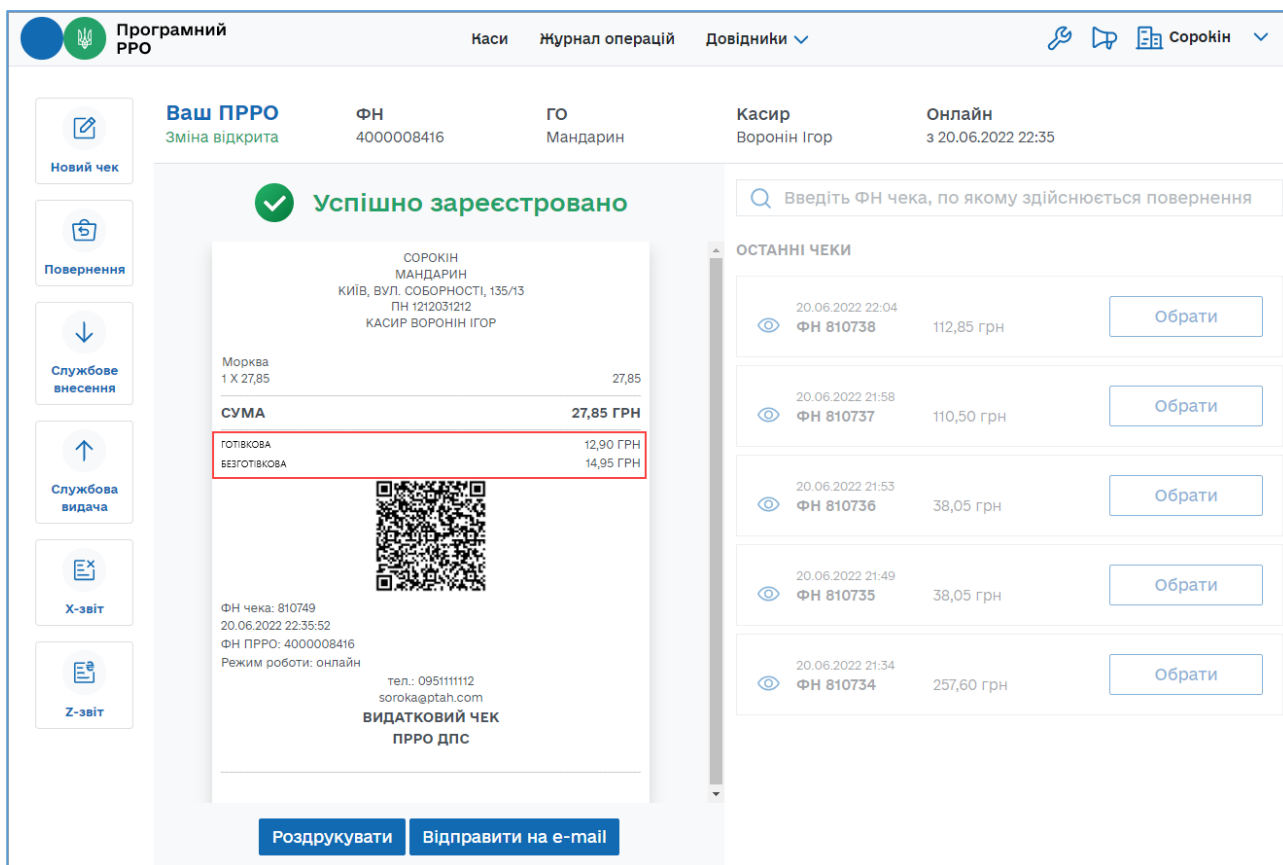 Програмний
РРО
Каси Журнал операцій Довідники Сорокін
Новий чек
Повернення
Службове
внесення
Службова
видача
X-звіт
Z-звіт
Ваш ПРРО ФН ГО Касир Онлайн
Зміна відкрита 4000008416 Мандарин Воронін Ігор з 20.06.2022 22:35
Успішно зареєстровано
СОРОКІН
МАНДАРИН
КИЇВ, ВУЛ. СОБОРНОСТІ, 135/13
ПН 1212031212
КАСИР ВОРОНІН ІГОР
Морква
1 X 27,85 27,85
СУМА 27,85 ГРН
ГОТІВКОВА 12,90 ГРН
БЕЗГОТІВКОВА 14,95 ГРН
ФН чека: 810749
20.06.2022 22:35:52
ФН ПРРО: 4000008416
Режим роботи: онлайн
тел.: 0951111112
soroka@ptah.com
ВИДАТКОВИЙ ЧЕК
ПРРО ДПС
Роздрукувати Відправити на e-mail
Введіть ФН чека, по якому здійснюється повернення
ОСТАННІ ЧЕКИ
20.06.2022 22:04
ФН 810738 112,85 грн Обрати
20.06.2022 21:58
ФН 810737 110,50 грн Обрати
20.06.2022 21:53
ФН 810736 38,05 грн Обрати
20.06.2022 21:49
ФН 810735 38,05 грн Обрати
20.06.2022 21:34
ФН 810734 257,60 грн Обрати